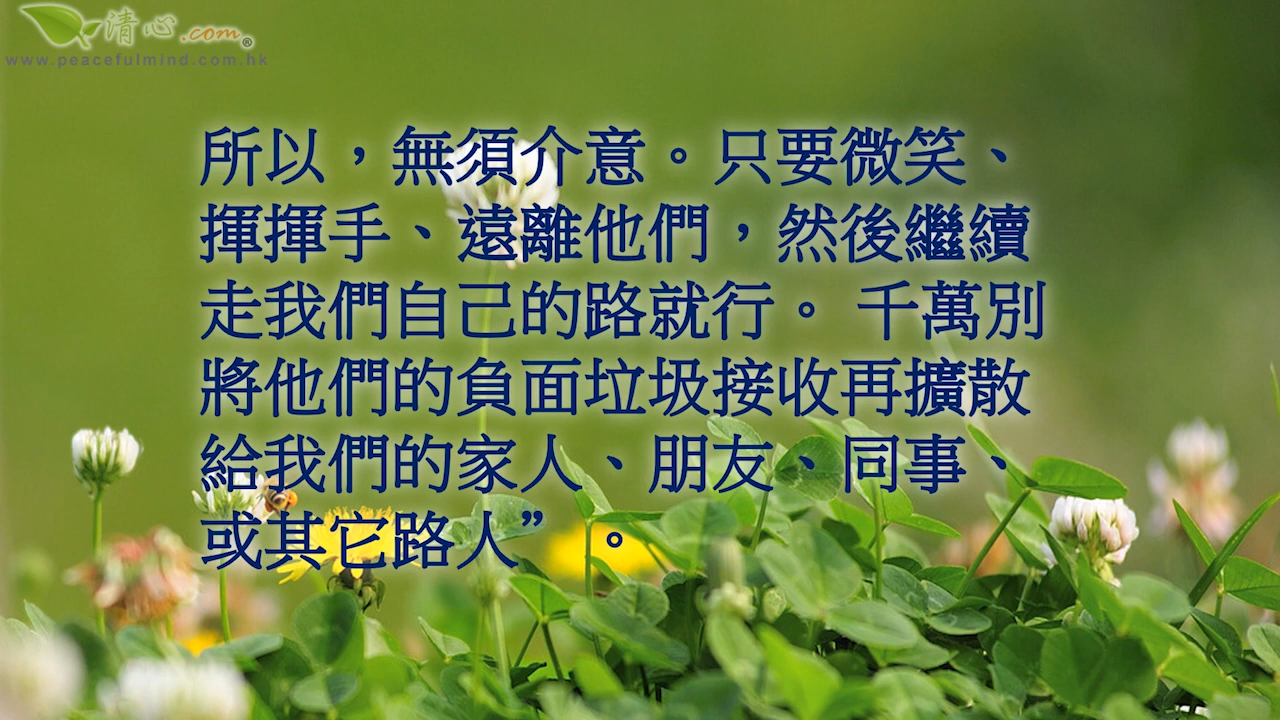 清心.com®
www.peacefulmind.com.hk
所以，無須介意。只要微笑、
揮揮手、遠離他們，然後繼續
走我們自己的路就行。 千萬別
將他們的負面垃圾接收再擴散
給我們的家人、朋友、同事、
或其它路人”。